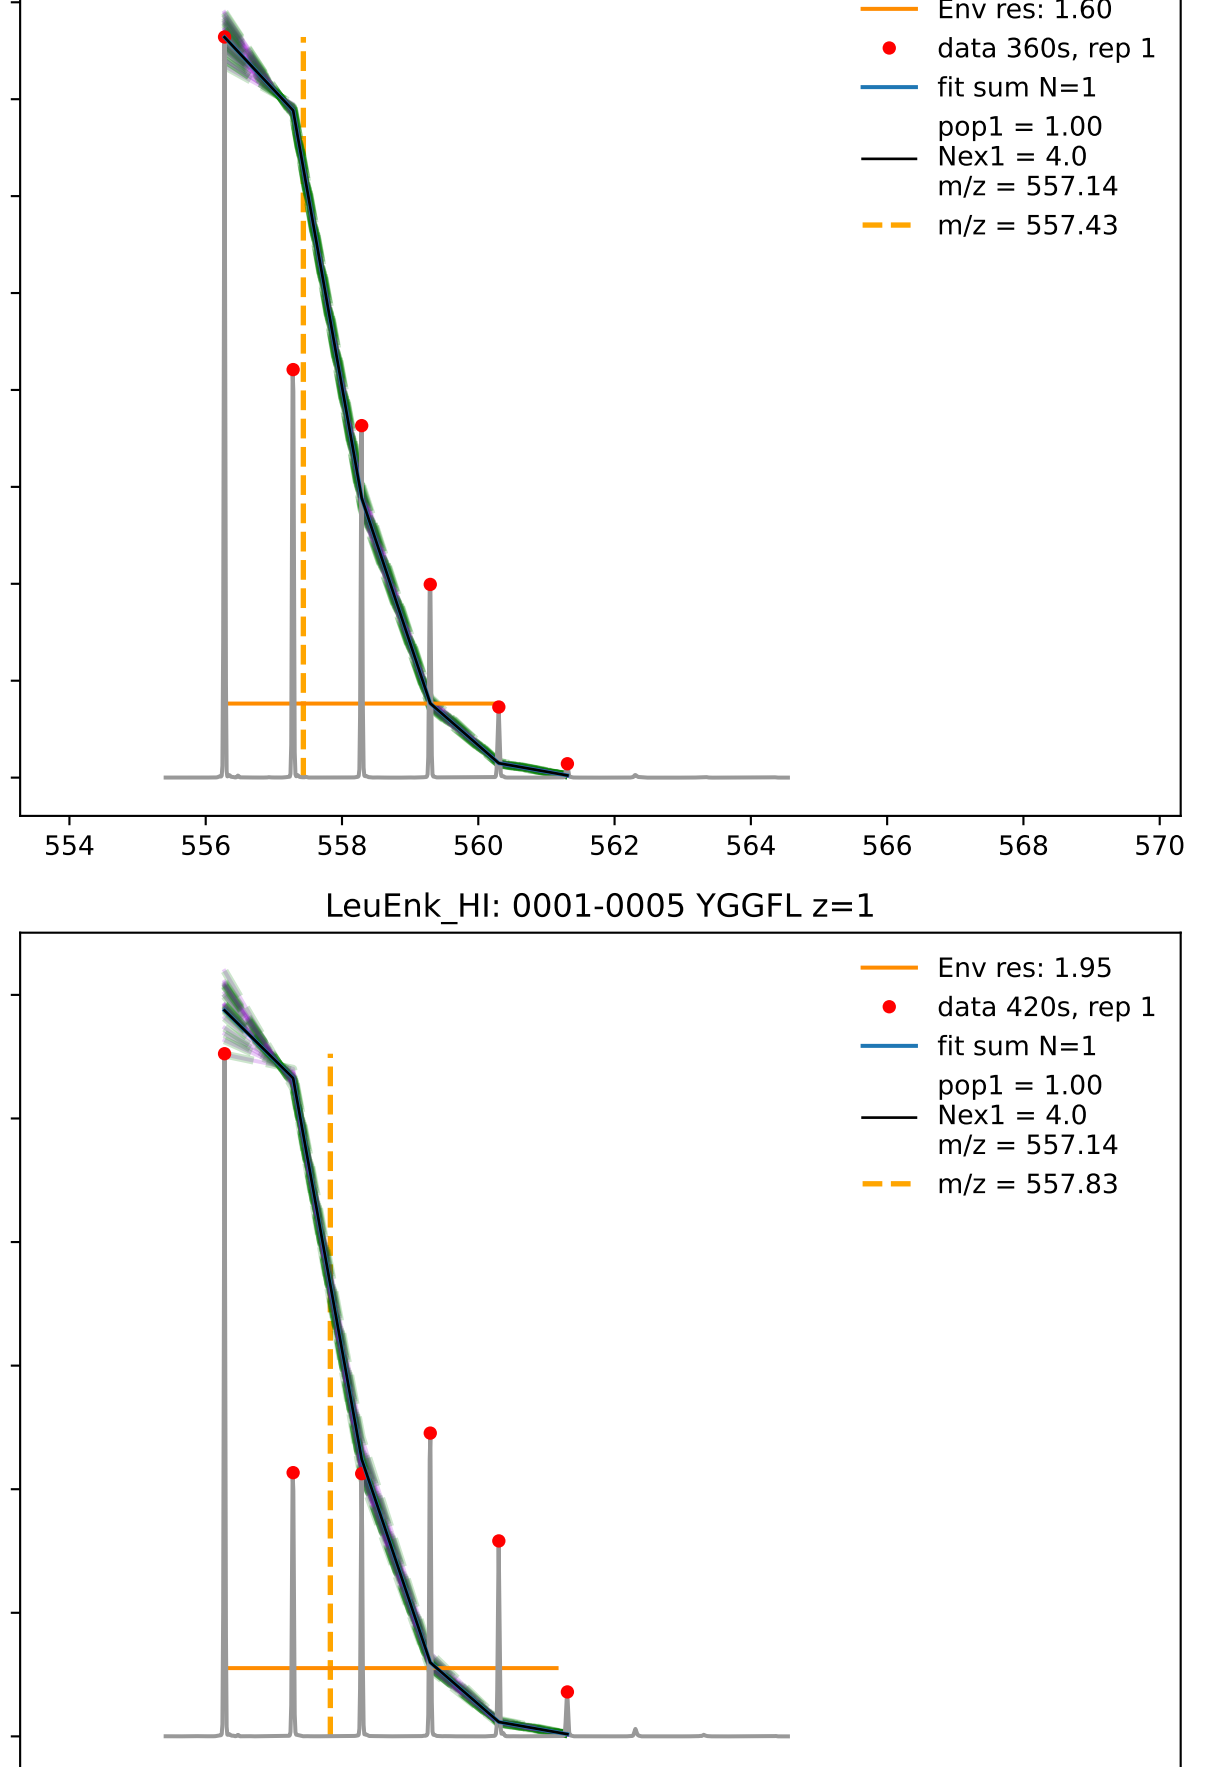 Env res: 1.60
data 360s, rep 1
fit sum N=1
pop1 = 1.00
Nex1 = 4.0
m/z = 557.14
m/z = 557.43
554 556 558 560 562 564 566 568 570
LeuEnk_HI: 0001-0005 YGGFL z=1
Env res: 1.95
data 420s, rep 1
fit sum N=1
pop1 = 1.00
Nex1 = 4.0
m/z = 557.14
m/z = 557.83